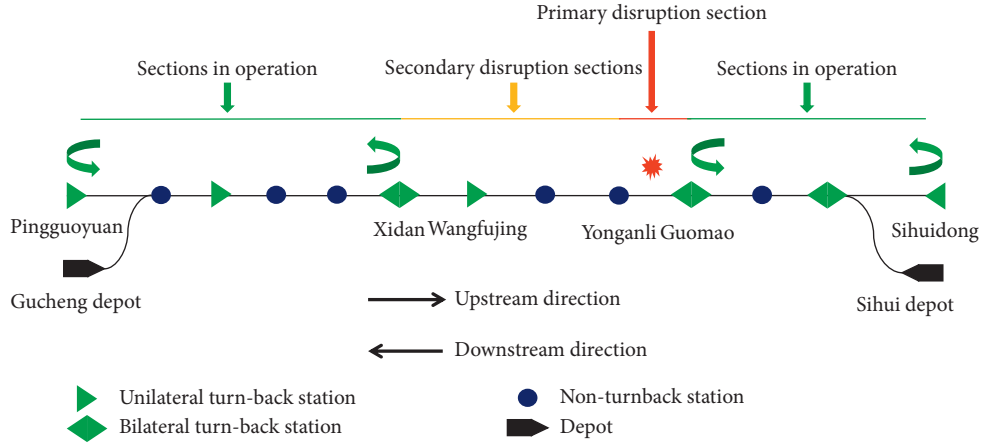 Primary disruption section
Sections in operation
Secondary disruption sections
Sections in operation
Pingguoyuan
Xidan
Wangfujing
Yonganli
Guomao
Sihuidong
Gucheng depot
Sihui depot
Upstream direction
Downstream direction
Unilateral turn-back station
Non-turnback station
Bilateral turn-back station
Depot